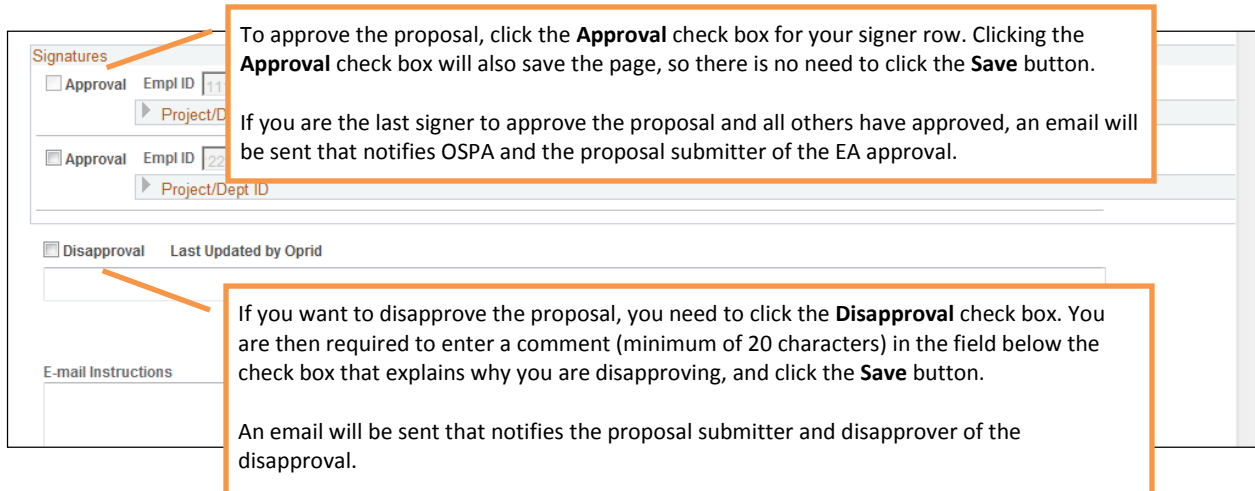 To approve the proposal, click the Approval check box for your signer row. Clicking the
Approval check box will also save the page, so there is no need to click the Save button.
If you are the last signer to approve the proposal and all others have approved, an email will
be sent that notifies OSPA and the proposal submitter of the EA approval.
Signatures
Approval Empl ID 11
Project/D
Approval Empl ID 22
Project/Dept ID
Disapproval Last Updated by Oprid
If you want to disapprove the proposal, you need to click the Disapproval check box. You
are then required to enter a comment (minimum of 20 characters) in the field below the
check box that explains why you are disapproving, and click the Save button.
An email will be sent that notifies the proposal submitter and disapprover of the
disapproval.
E-mail Instructions